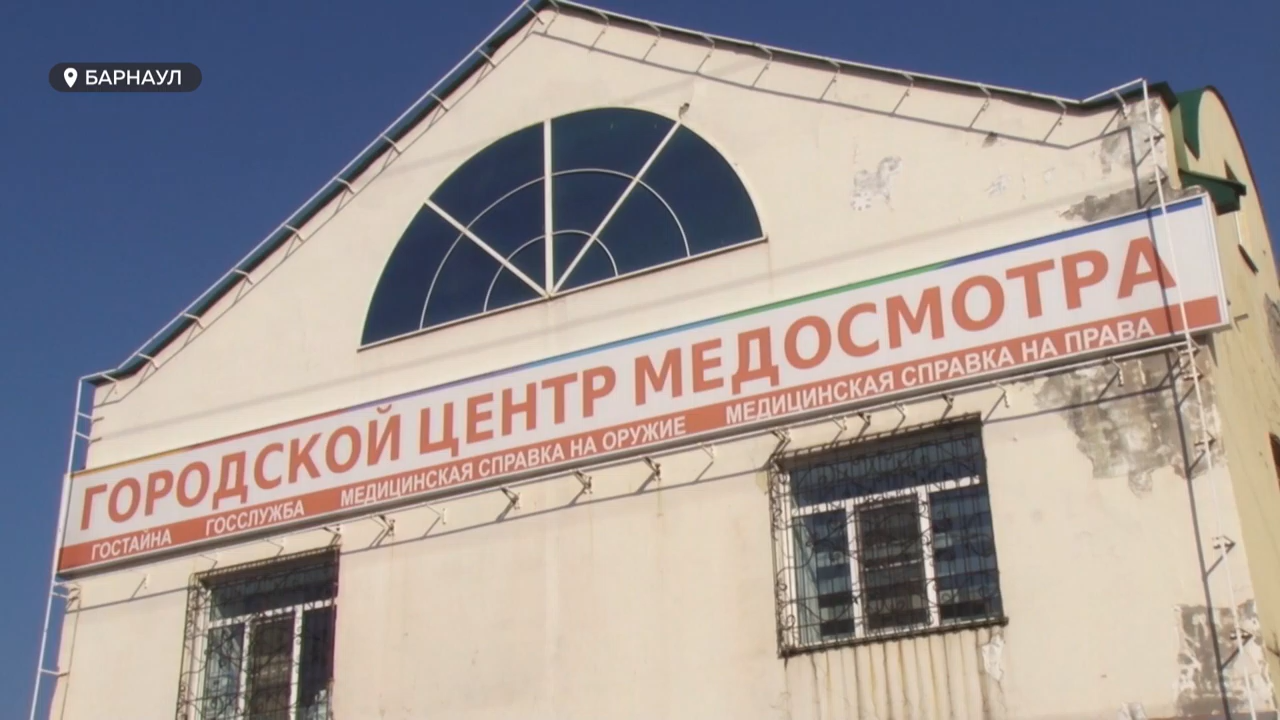 БАРНАУЛ
ГОРОДСКОЙ ЦЕНТР МЕДОСМОТРА
ГОСТАЙНА ГОССЛУЖБА МЕДИЦИНСКАЯ СПРАВКА НА ОРУЖИЕ МЕДИЦИНСКАЯ СПРАВКА НА ПРАВА